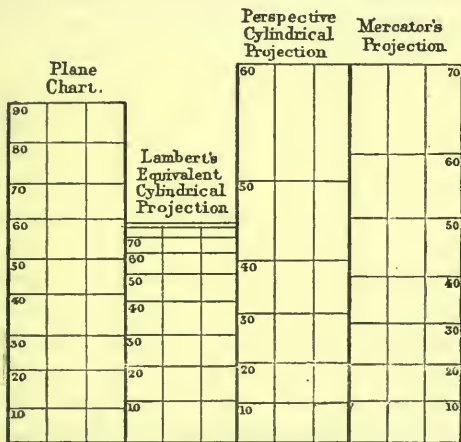 Plane
Chart.
90
80
70
60
50
40
30
20
10
Lambert's
Equivalent
Cylindrical
Projection
70
60
50
40
30
20
10
Perspective
Cylindrical
Projection
60
50
40
30
20
10
Mercator's
Projection
70
60
50
40
30
20
10